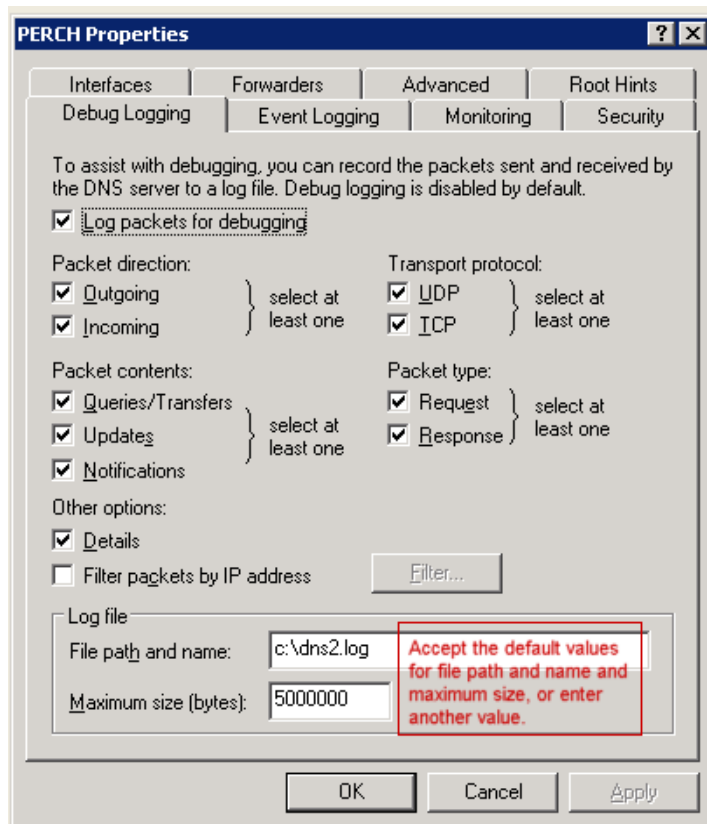 PERCH Properties
Interfaces Forwarders Advanced Root Hints
Debug Logging Event Logging Monitoring Security
To assist with debugging, you can record the packets sent and received by
the DNS server to a log file. Debug logging is disabled by default.
Log packets for debugging
Packet direction: Transport protocol:
Outgoing select at UDP select at
Incoming least one TCP least one
Packet contents: Packet type:
Queries/Transfers Request select at
Updates select at Response least one
least one
Notifications
Other options:
Details
Filter packets by IP address Filter...
Log file
File path and name: c:\dns2.log Accept the default values
for file path and name and
Maximum size (bytes): 5000000 maximum size, or enter
another value.
OK Cancel Apply